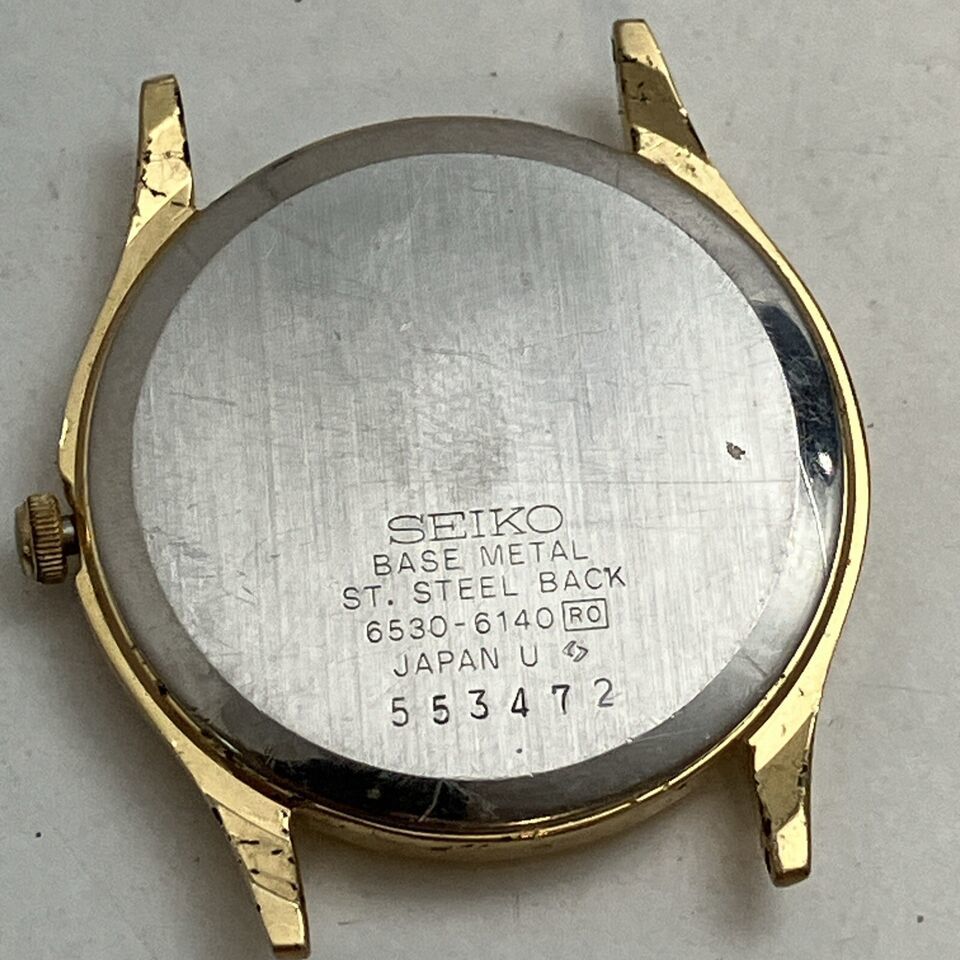 SEIKO
BASE METAL
ST. STEEL BACK
6530-6140 RO
JAPAN U
553472